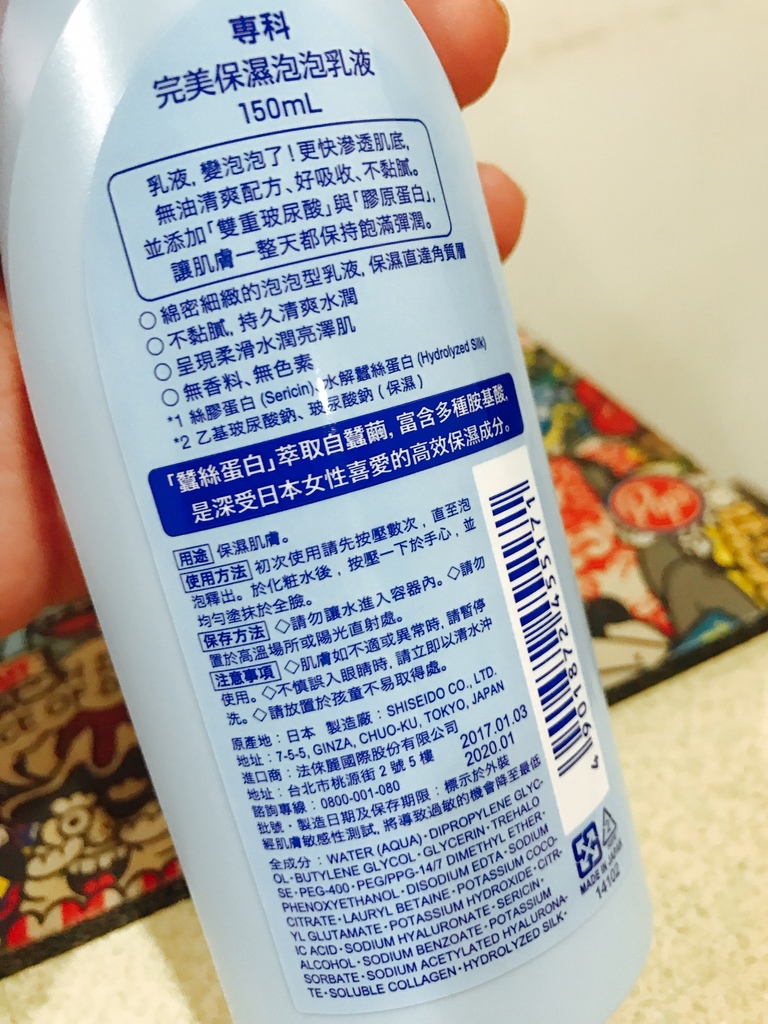 專科
完美保濕泡泡乳液
150mL
乳液,變泡泡了!更快滲透肌底,
無油清爽配方、好吸收、不黏膩。
並添加「雙重玻尿酸」與「膠原蛋白」,
讓肌膚一整天都保持飽滿彈潤。
○ 綿密細緻的泡泡型乳液, 保濕直達角質層
○ 不黏膩, 持久清爽水潤
○ 呈現柔滑水潤亮澤肌
○ 無香料、無色素
*1 絲膠蛋白 (Sericin)、水解蠶絲蛋白 (Hydrolyzed Silk)
*2 乙基玻尿酸鈉、玻尿酸鈉 ( 保濕 )
「蠶絲蛋白」萃取自蠶繭, 富含多種胺基酸,
是深受日本女性喜愛的高效保濕成分。
用途 保濕肌膚。
使用方法 初次使用請先按壓數次, 直至泡
泡釋出。於化粧水後, 按壓一下於手心, 並
均勻塗抹於全臉。
保存方法 ◇請勿讓水進入容器內。◇請勿
置於高溫場所或陽光直射處。
注意事項 ◇肌膚如不適或異常時, 請暫停
使用。◇不慎誤入眼睛時, 請立即以清水沖
洗。◇請放置於孩童不易取得處。
原產地:日本 製造廠:SHISEIDO CO., LTD.
地址:7-5-5, GINZA, CHUO-KU, TOKYO, JAPAN
進口商:法倈麗國際股份有限公司
地址:台北市桃源街 2 號 5 樓
2017.01.03
2020.01
諮詢專線:0800-001-080
批號・製造日期及保存期限:標示於外裝
經肌膚敏感性測試, 將導致過敏的機會降至最低
全成分:WATER (AQUA)・DIPROPYLENE GLYC-
OL・BUTYLENE GLYCOL・GLYCERIN・TREHALO
SE・PEG-400・PEG/PPG-14/7 DIMETHYL ETHER・
PHENOXYETHANOL・DISODIUM EDTA・SODIUM
CITRATE・LAURYL BETAINE・POTASSIUM COCO-
YL GLUTAMATE・POTASSIUM HYDROXIDE・CITR-
IC ACID・SODIUM HYALURONATE・SERICIN・
ALCOHOL・SODIUM BENZOATE・POTASSIUM
SORBATE・SODIUM ACETYLATED HYALURONA-
TE・SOLUBLE COLLAGEN・HYDROLYZED SILK・
4 901872 455171
MADE IN JAPAN
14102